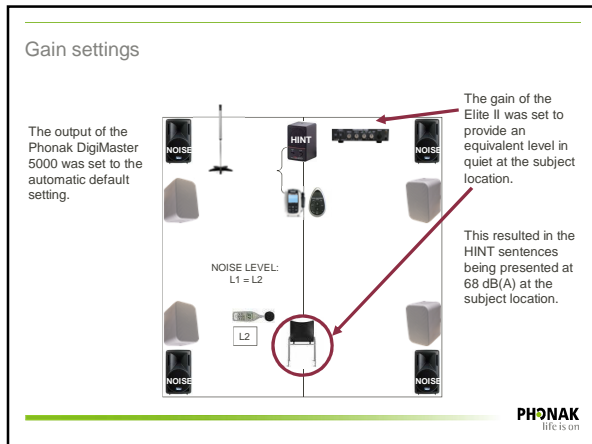 Gain settings
The output of the
Phonak DigiMaster
5000 was set to the
automatic default
setting.
NOISE
HINT
NOISE
The gain of the
Elite II was set to
provide an
equivalent level in
quiet at the subject
location.
This resulted in the
HINT sentences
being presented at
68 dB(A) at the
subject location.
NOISE LEVEL:
L1 = L2
L2
NOISE
NOISE
PHONAK
life is on